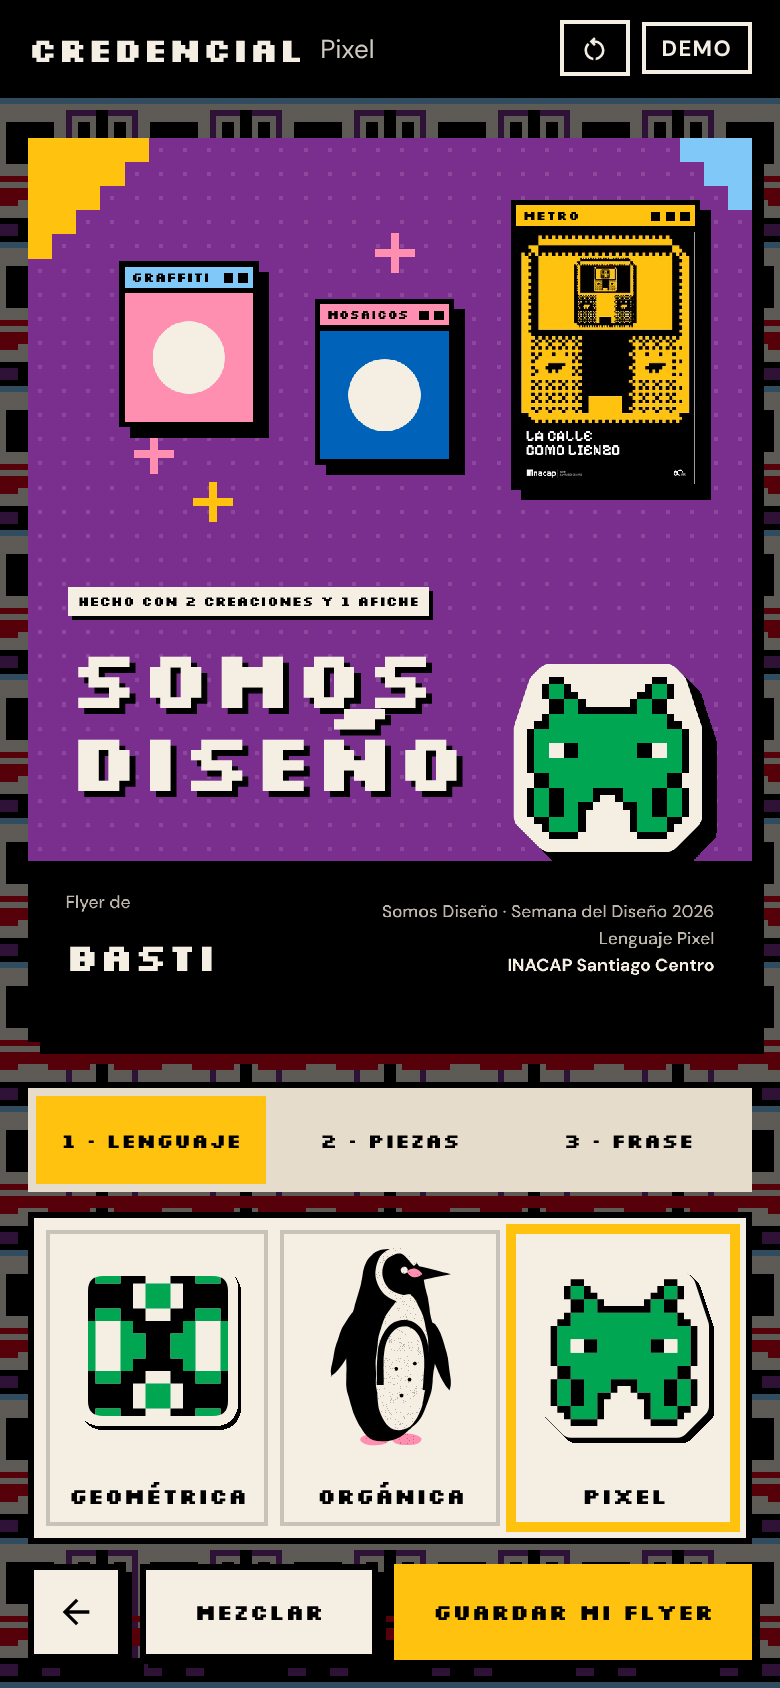 CREDENCIAL Pixel
DEMO
METRO
GRAFFITI
MOSAICOS
LA CALLE
COMO LIENZO
inacap
HECHO CON 2 CREACIONES Y 1 AFICHE
SOMOS
DISEÑO
Flyer de
BASTI
Somos Diseño · Semana del Diseño 2026
Lenguaje Pixel
INACAP Santiago Centro
1 · LENGUAJE
2 · PIEZAS
3 · FRASE
GEOMÉTRICA
ORGÁNICA
PIXEL
MEZCLAR
GUARDAR MI FLYER